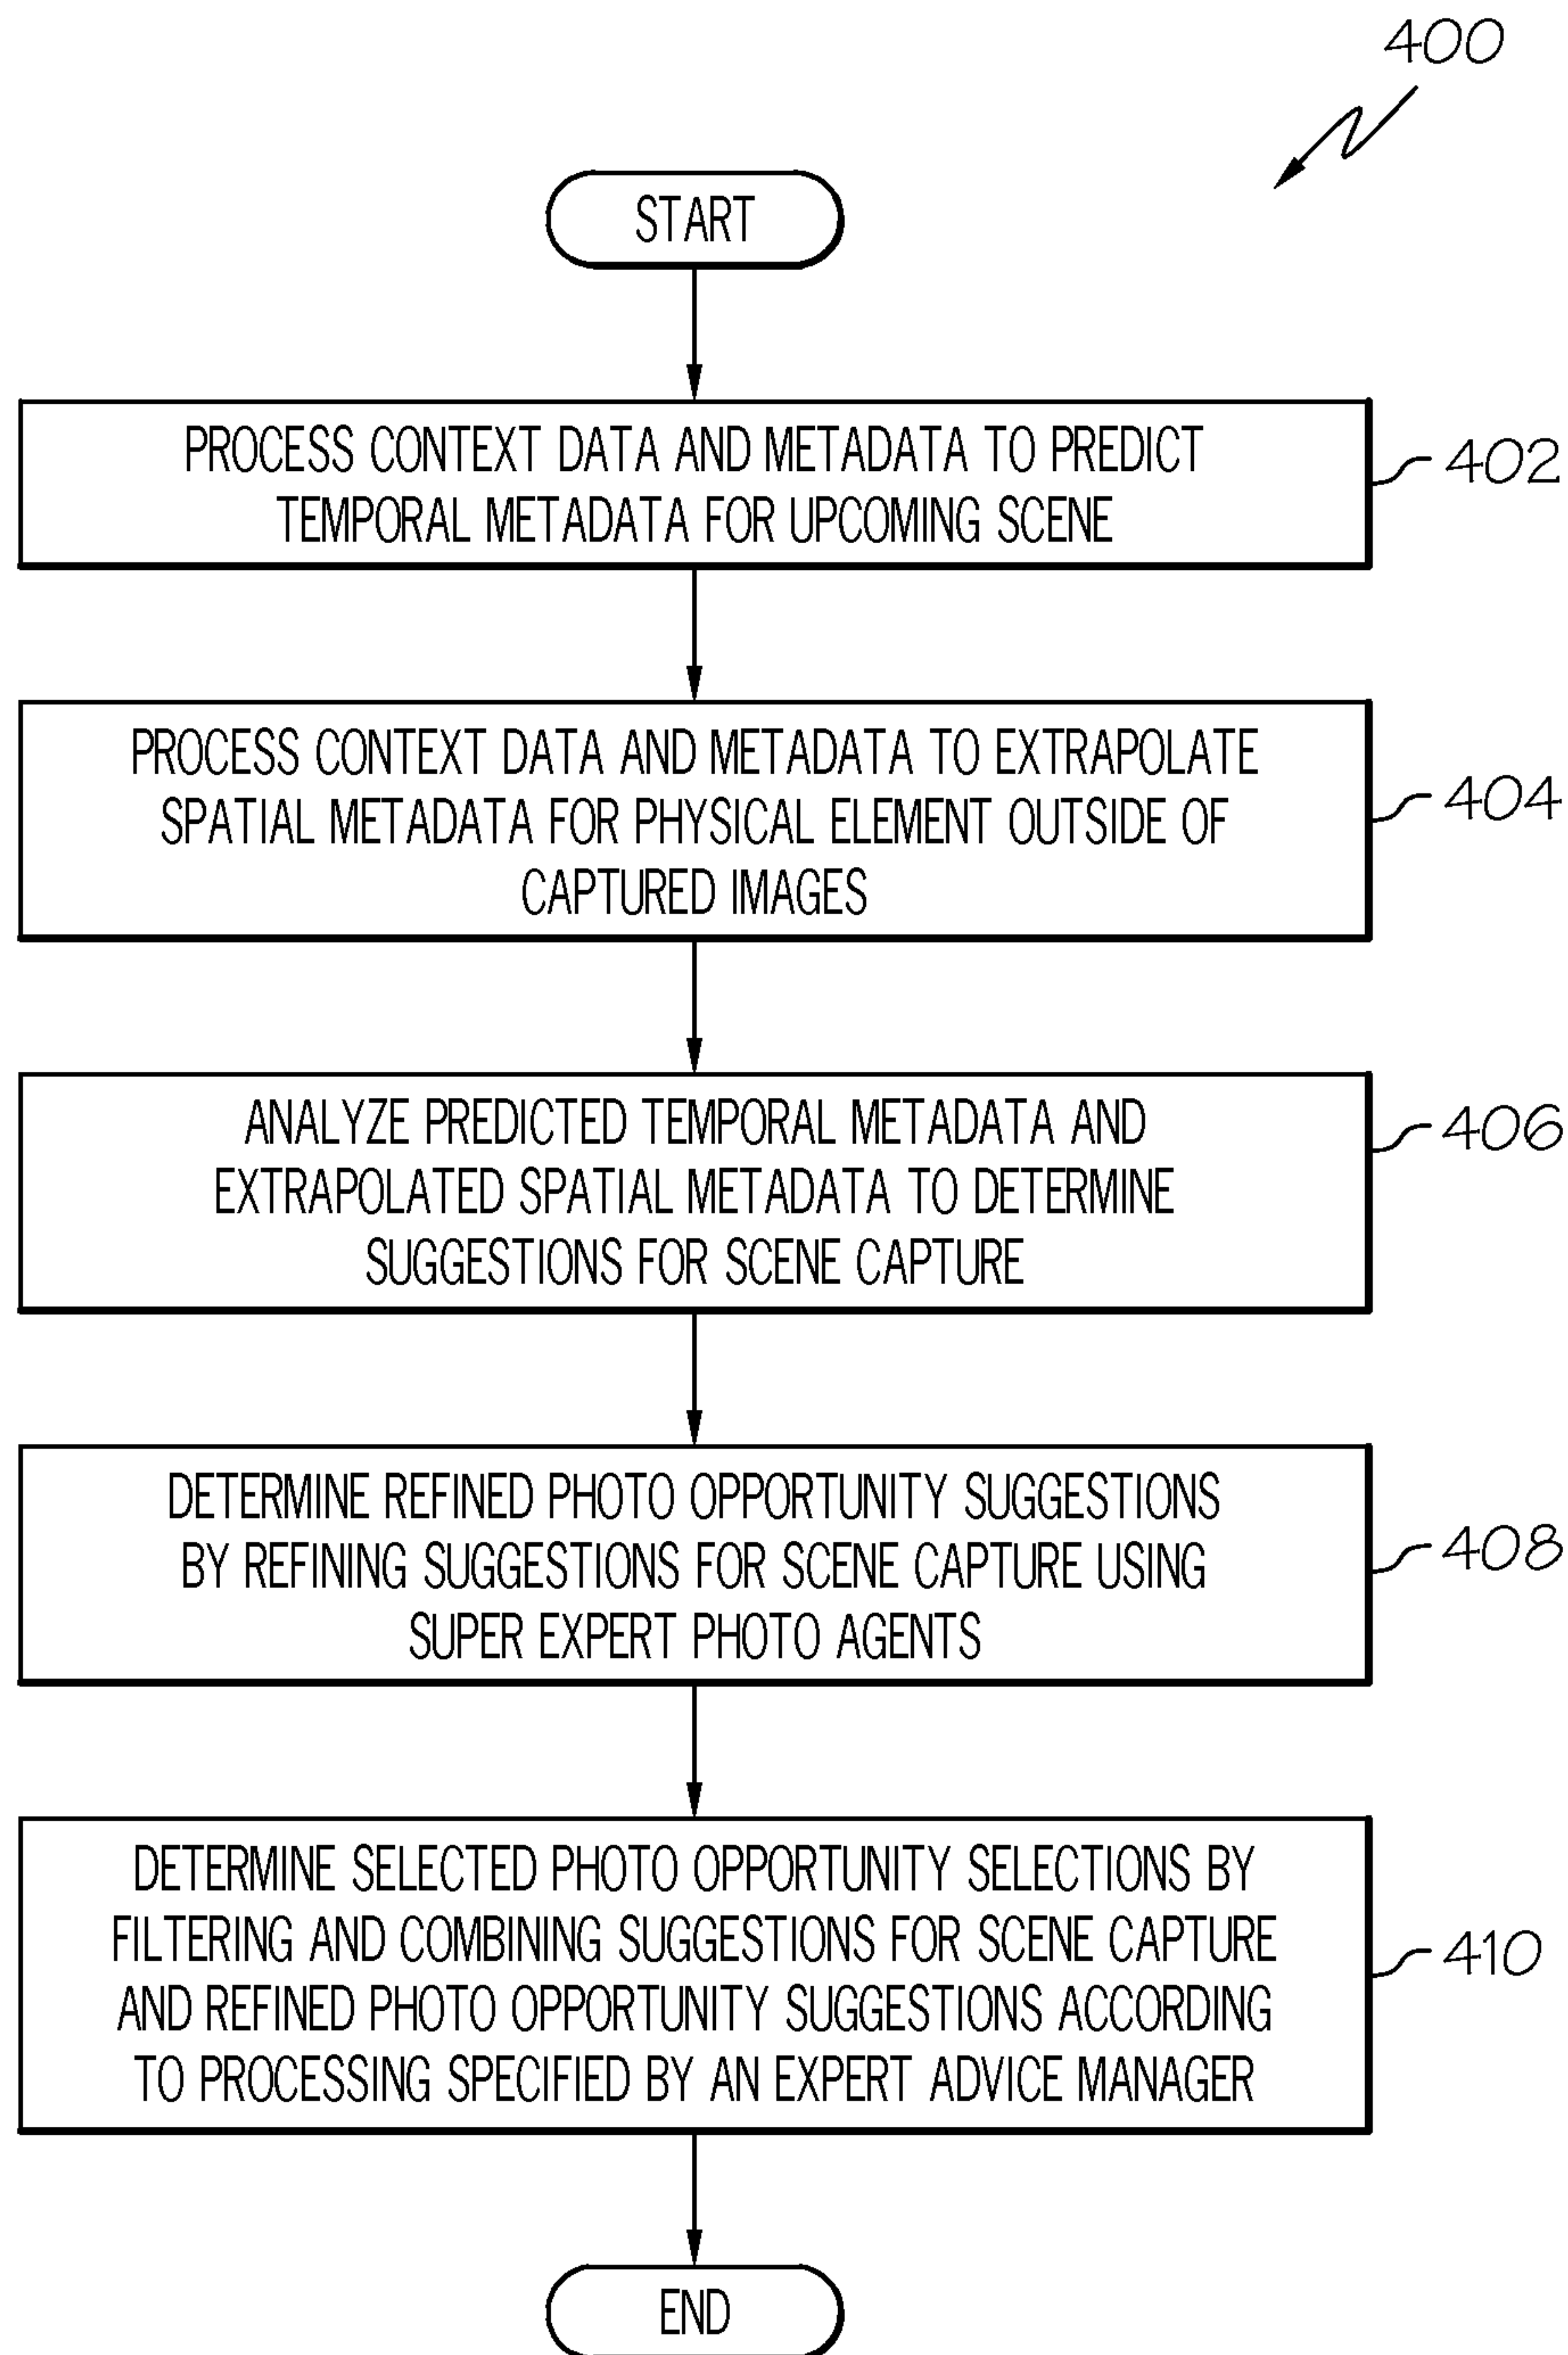 400
START
PROCESS CONTEXT DATA AND METADATA TO PREDICT
TEMPORAL METADATA FOR UPCOMING SCENE
402
PROCESS CONTEXT DATA AND METADATA TO EXTRAPOLATE
SPATIAL METADATA FOR PHYSICAL ELEMENT OUTSIDE OF
CAPTURED IMAGES
404
ANALYZE PREDICTED TEMPORAL METADATA AND
EXTRAPOLATED SPATIAL METADATA TO DETERMINE
SUGGESTIONS FOR SCENE CAPTURE
406
DETERMINE REFINED PHOTO OPPORTUNITY SUGGESTIONS
BY REFINING SUGGESTIONS FOR SCENE CAPTURE USING
SUPER EXPERT PHOTO AGENTS
408
DETERMINE SELECTED PHOTO OPPORTUNITY SELECTIONS BY
FILTERING AND COMBINING SUGGESTIONS FOR SCENE CAPTURE
AND REFINED PHOTO OPPORTUNITY SUGGESTIONS ACCORDING
TO PROCESSING SPECIFIED BY AN EXPERT ADVICE MANAGER
410
END